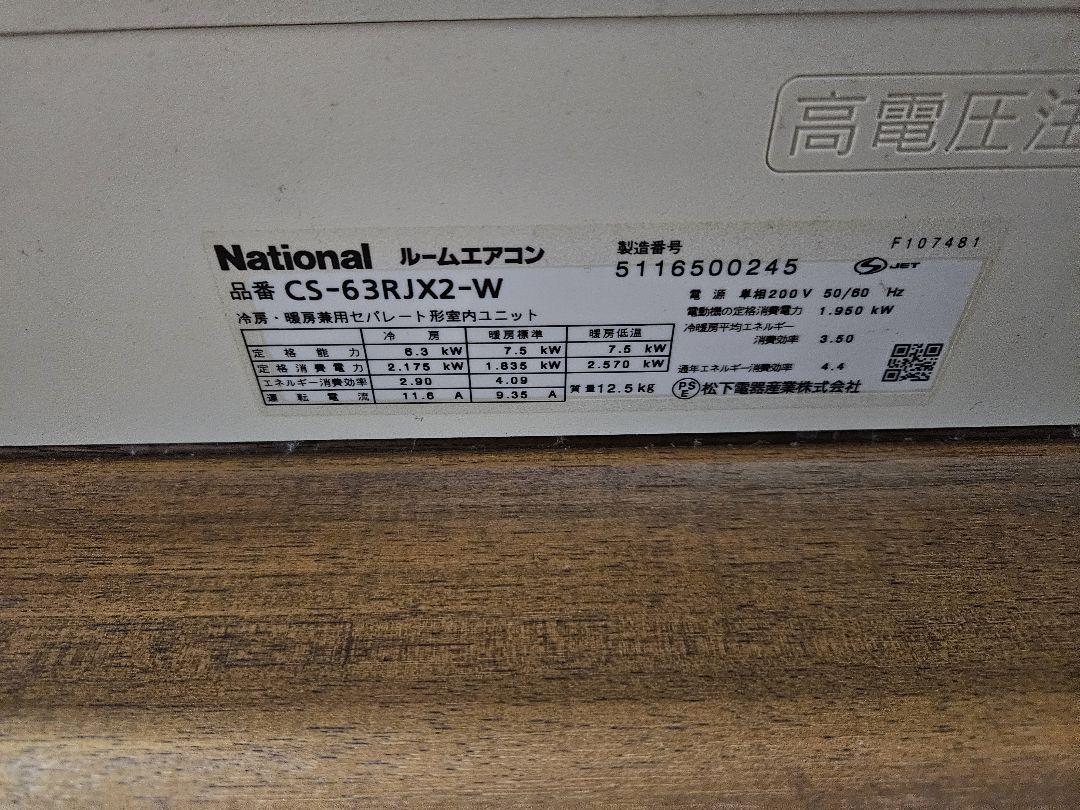 高電圧注
National ルームエアコン
品番 CS-63RJX2-W
冷房・暖房兼用セパレート形室内ユニット
冷房 暖房標準 暖房低温
定格能力 6.3 kW 7.5 kW 7.5 kW
定格消費電力 2.175 kW 1.835 kW 2.570 kW
エネルギー消費効率 2.90 4.09
運転電流 11.6 A 9.35 A
質量12.5kg
製造番号
5116500245
F107481
JET
電源 単相200V 50/60 Hz
電動機の定格消費電力 1.950 kW
冷暖房平均エネルギー
消費効率 3.50
通年エネルギー消費効率 4.4
PSE 松下電器産業株式会社